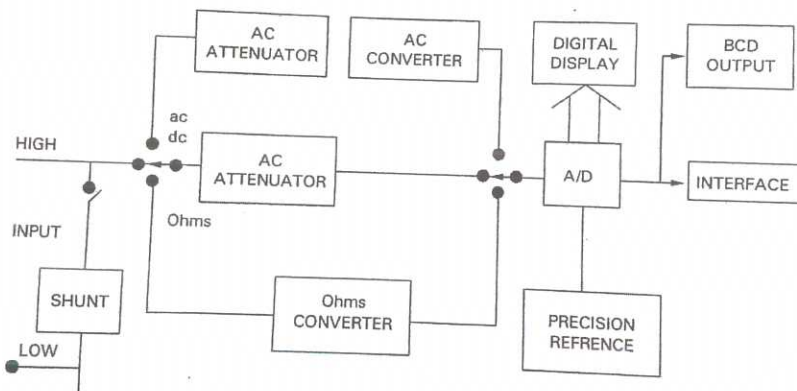 AC
ATTENUATOR
AC
CONVERTER
DIGITAL
DISPLAY
BCD
OUTPUT
ac
dc
HIGH
AC
ATTENUATOR
A/D
INTERFACE
Ohms
INPUT
SHUNT
Ohms
CONVERTER
PRECISION
REFRENCE
LOW